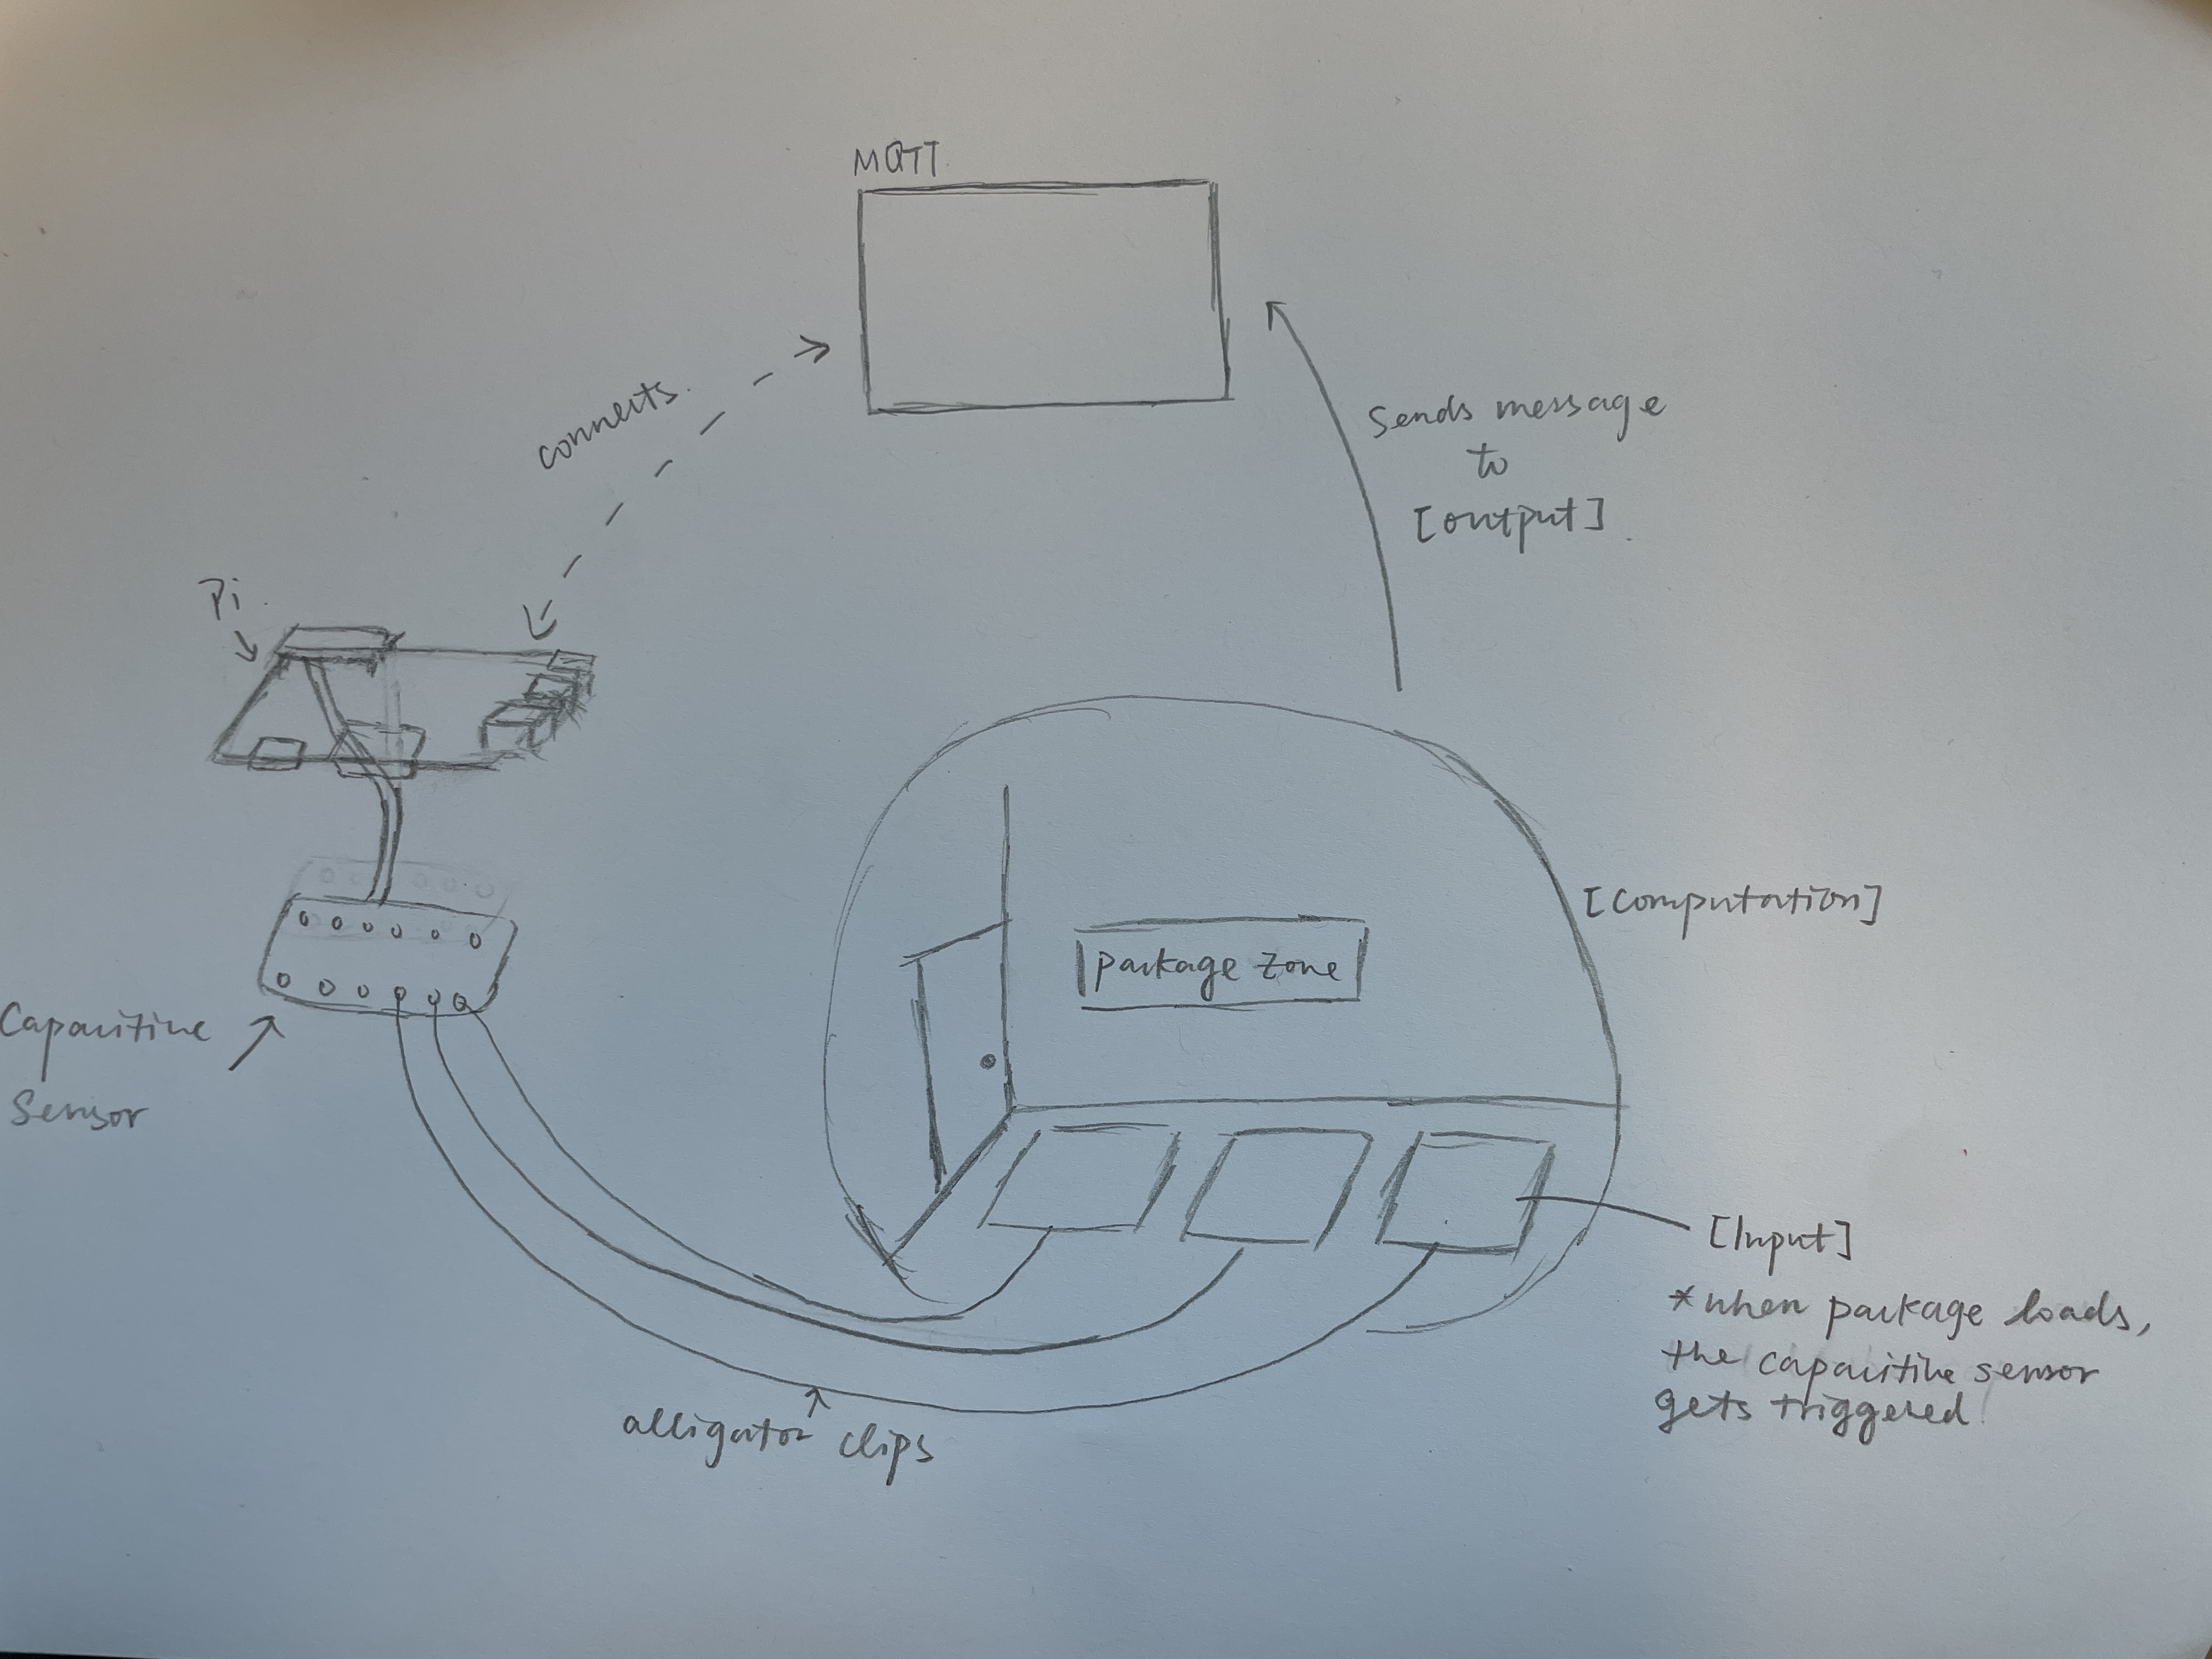 MQTT
connects.
Sends message
to
[output].
Pi
[computation]
package zone
Capacitive
Sensor
[Input]
*when package loads,
the capacitive sensor
gets triggered
alligator clips